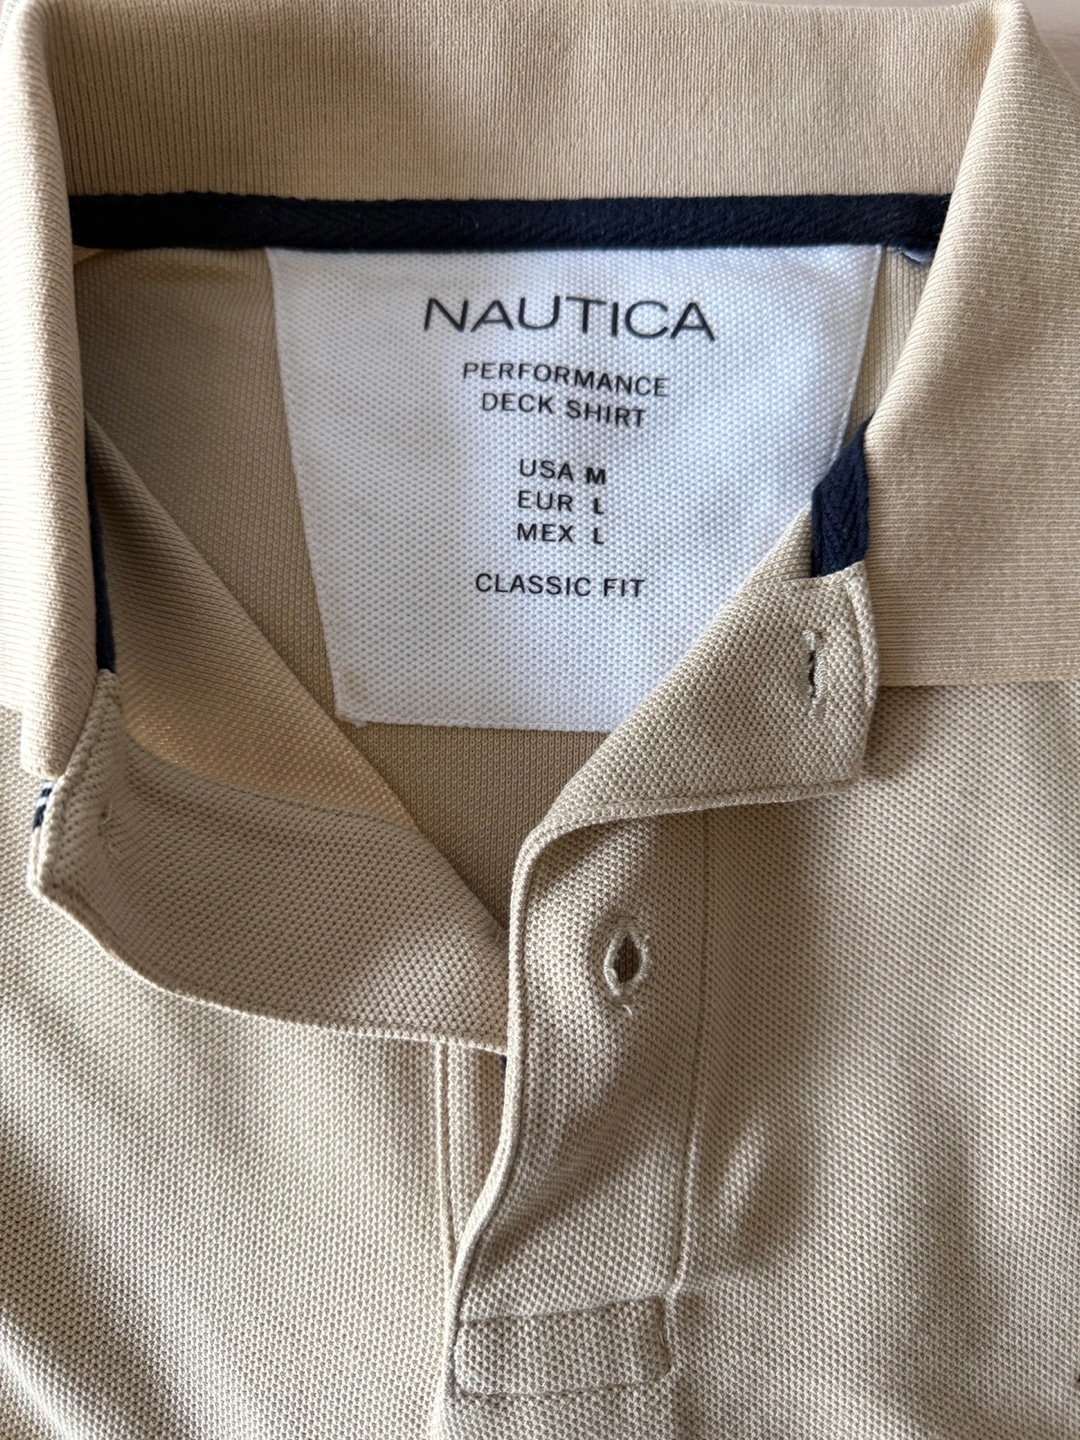 NAUTICA
PERFORMANCE
DECK SHIRT
USA M
EUR L
MEX L
CLASSIC FIT